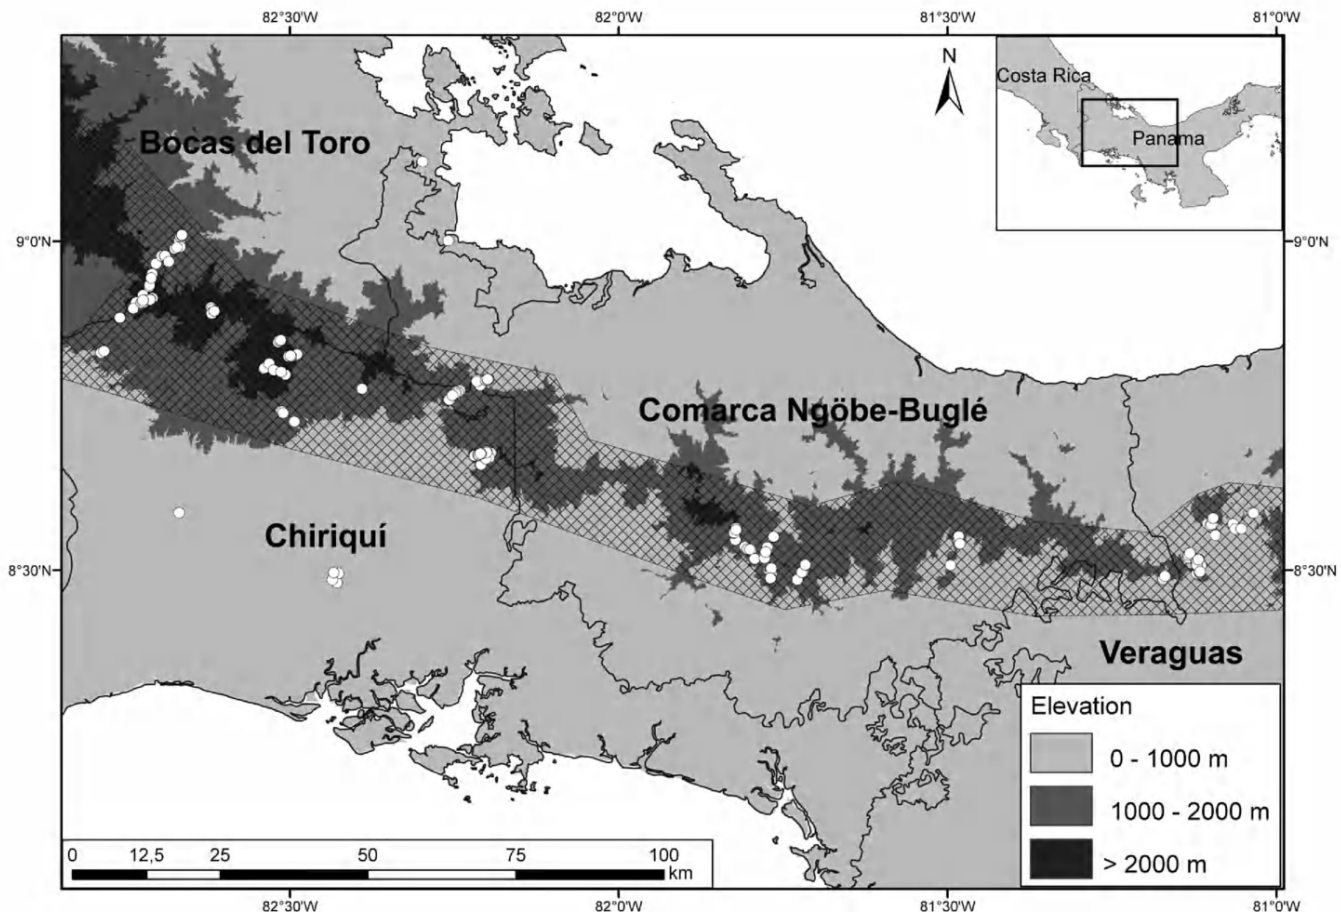 82°30'W
82°0'W
81°30'W
81°0'W
N
Costa Rica
Panama
Bocas del Toro
9°0'N
9°0'N
Comarca Ngöbe-Buglé
Chiriquí
8°30'N
8°30'N
Veraguas
Elevation
0 - 1000 m
1000 - 2000 m
> 2000 m
0
12.5
25
50
75
100
km
82°30'W
82°0'W
81°30'W
81°0'W